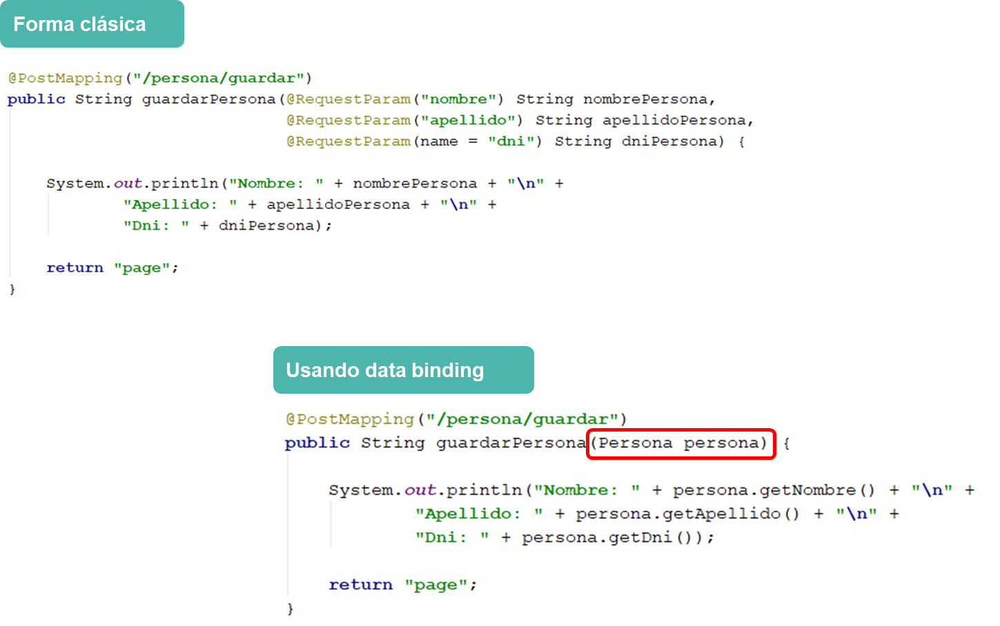 Forma clásica
@PostMapping("/persona/guardar")
public String guardarPersona(@RequestParam("nombre") String nombrePersona,
@RequestParam("apellido") String apellidoPersona,
@RequestParam(name = "dni") String dniPersona) {
System.out.println("Nombre: " + nombrePersona + "\n" +
"Apellido: " + apellidoPersona + "\n" +
"Dni: " + dniPersona);
return "page";
}
Usando data binding
@PostMapping("/persona/guardar")
public String guardarPersona(Persona persona) {
System.out.println("Nombre: " + persona.getNombre() + "\n" +
"Apellido: " + persona.getApellido() + "\n" +
"Dni: " + persona.getDni());
return "page";
}